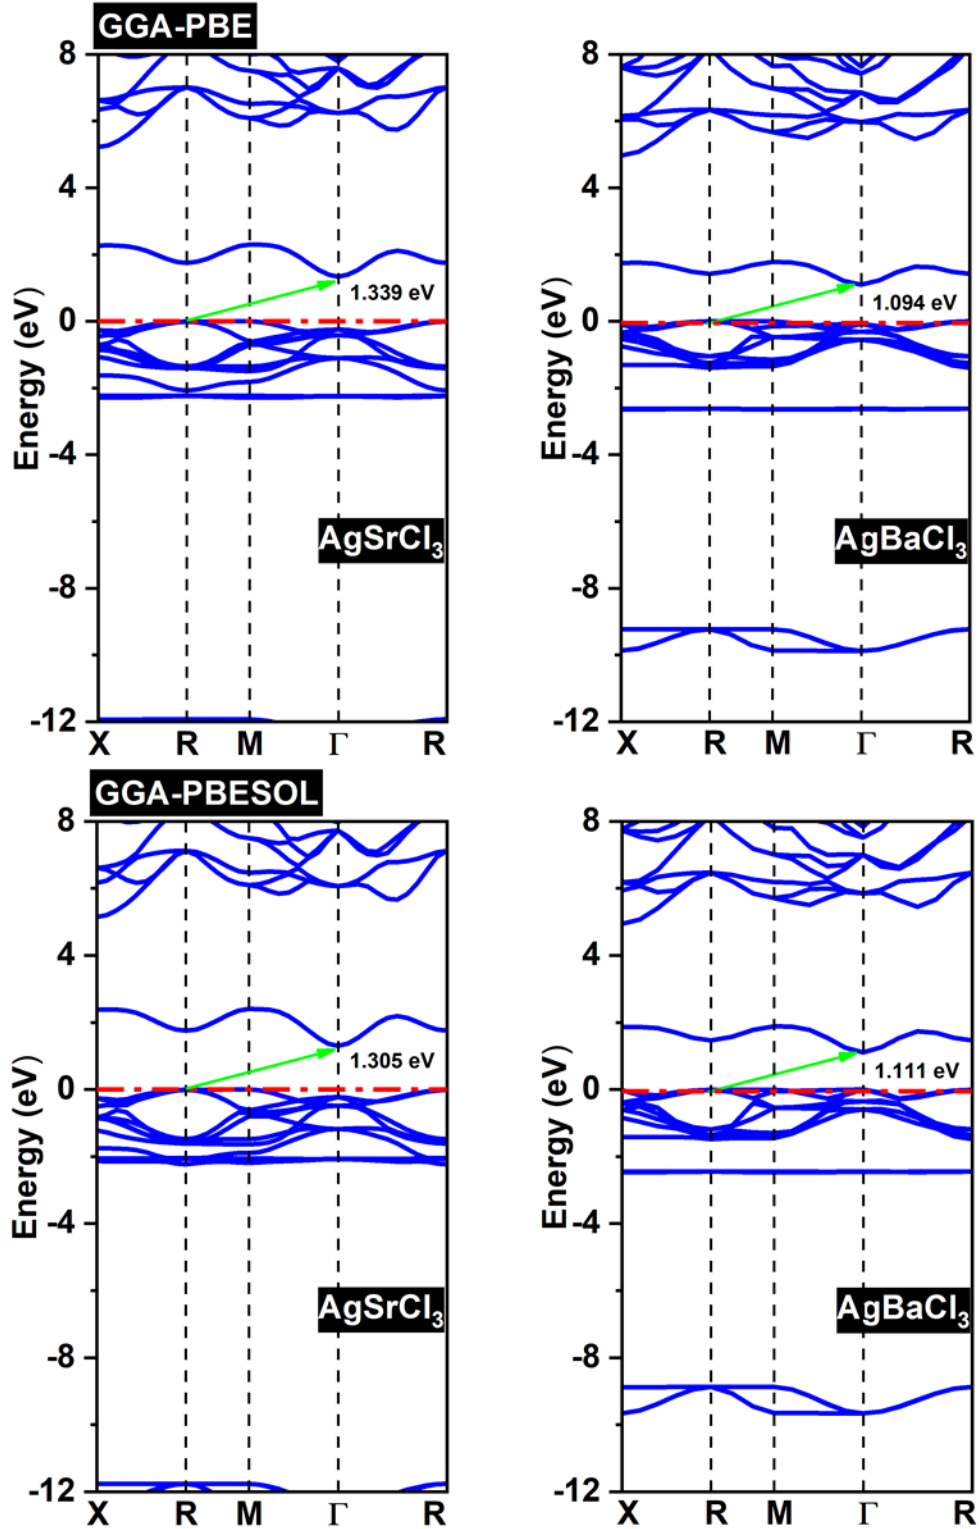 GGA-PBE
8
4
0
-4
-8
-12
Energy (eV)
1.339 eV
AgSrCl₃
X R M Γ R
8
4
0
-4
-8
-12
Energy (eV)
1.094 eV
AgBaCl₃
X R M Γ R
GGA-PBESOL
8
4
0
-4
-8
-12
Energy (eV)
1.305 eV
AgSrCl₃
X R M Γ R
8
4
0
-4
-8
-12
Energy (eV)
1.111 eV
AgBaCl₃
X R M Γ R